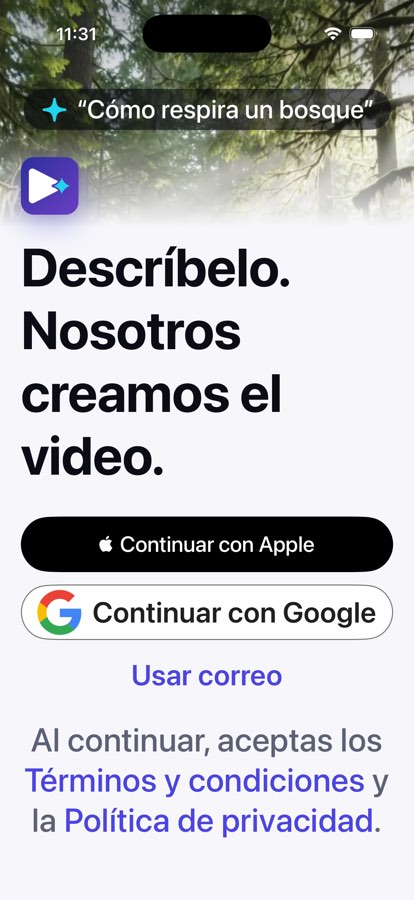 11:31
“Cómo respira un bosque”
Descríbelo.
Nosotros
creamos el
video.
Continuar con Apple
Continuar con Google
Usar correo
Al continuar, aceptas los
Términos y condiciones y
la Política de privacidad.